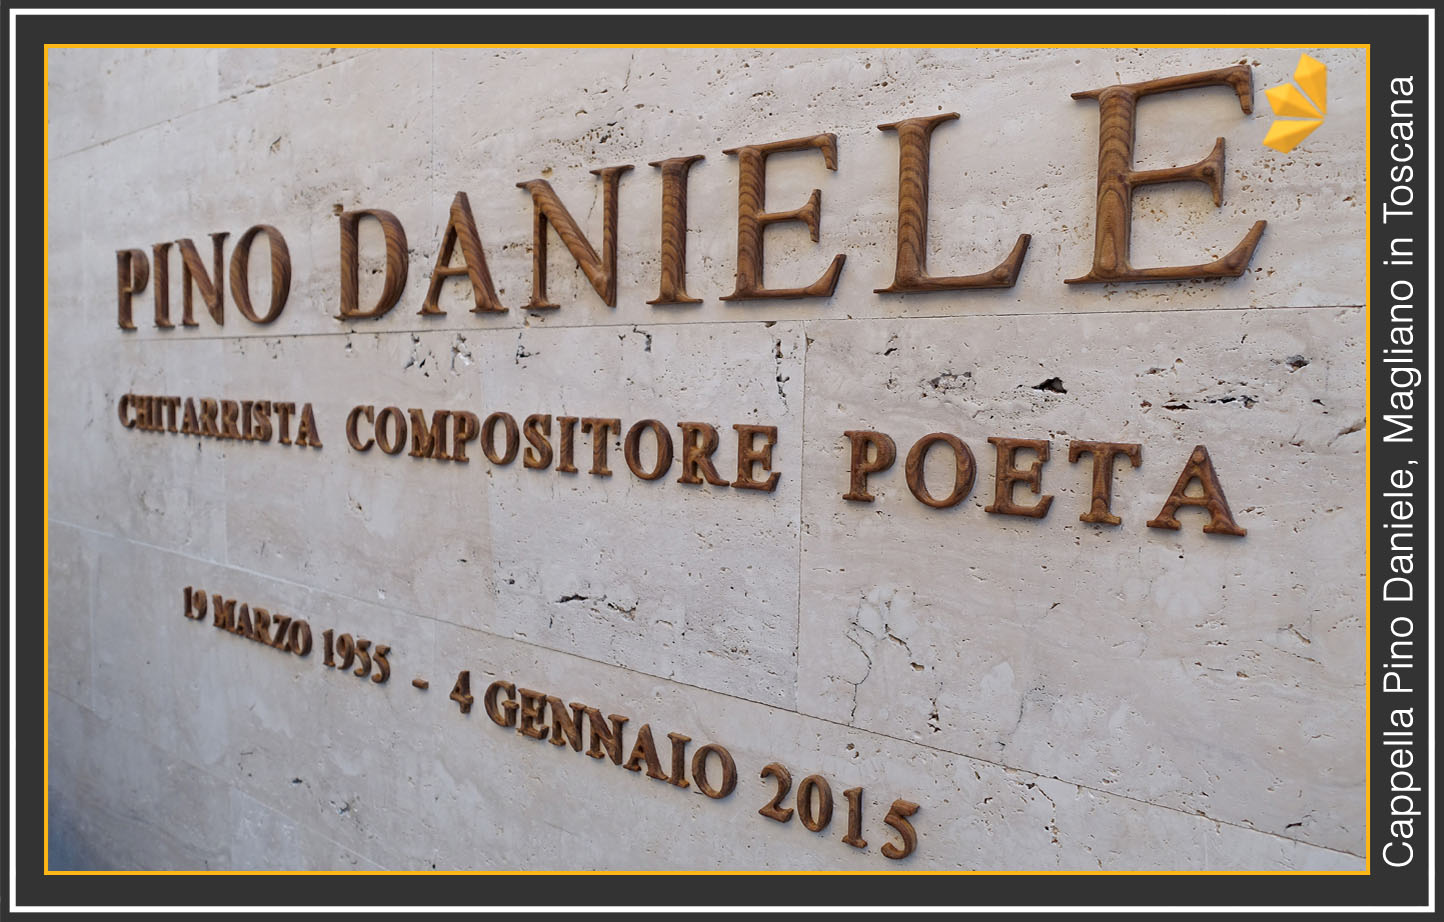 PINO DANIELE
CHITARRISTA COMPOSITORE POETA
19 MARZO 1955 - 4 GENNAIO 2015
Cappella Pino Daniele, Magliano in Toscana